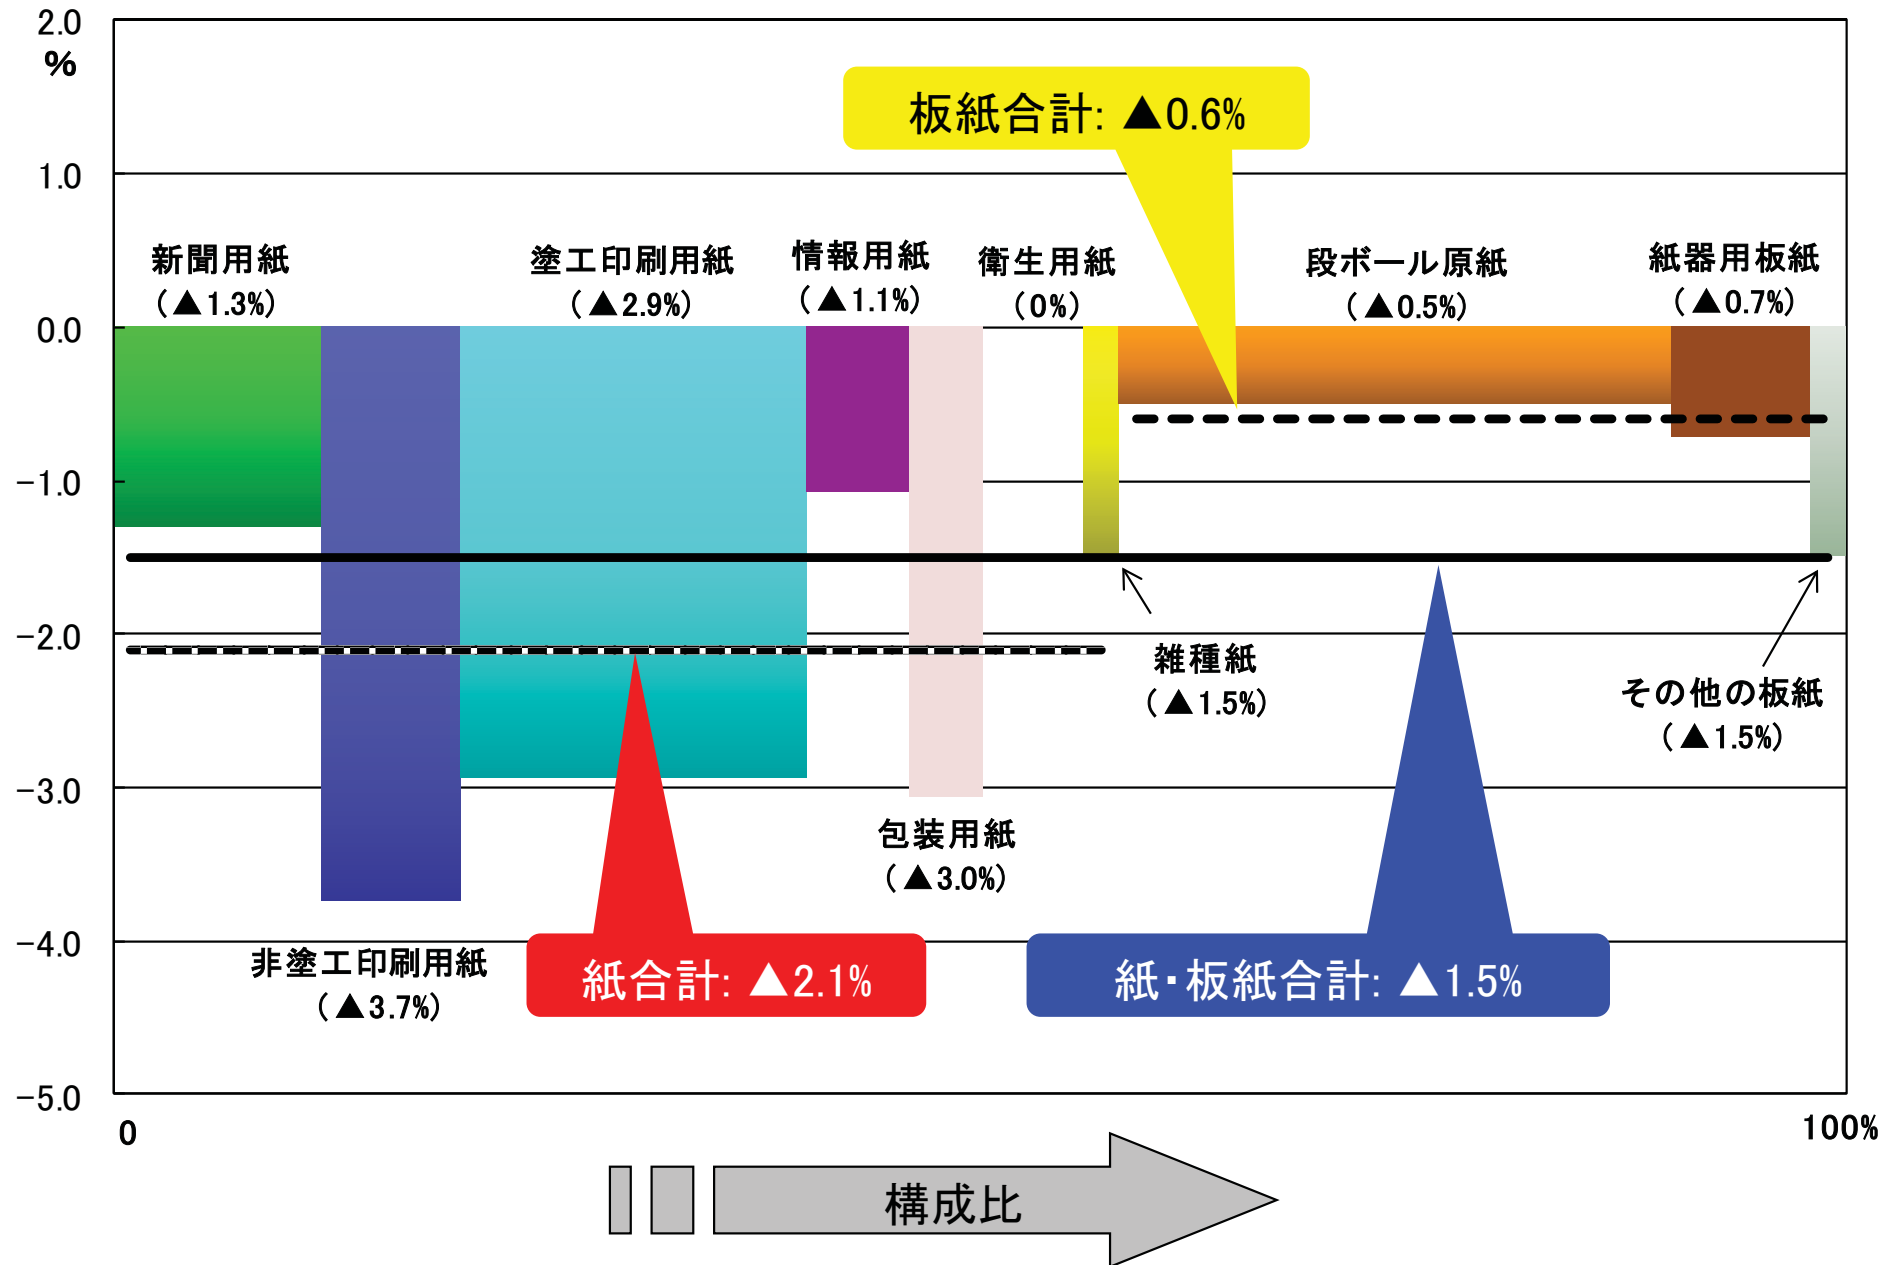 2.0
%
1.0
0.0
-1.0
-2.0
-3.0
-4.0
-5.0
板紙合計: ▲0.6%
新聞用紙
(▲1.3%)
塗工印刷用紙
(▲2.9%)
情報用紙
(▲1.1%)
衛生用紙
(0%)
段ボール原紙
(▲0.5%)
紙器用板紙
(▲0.7%)
雑種紙
(▲1.5%)
その他の板紙
(▲1.5%)
包装用紙
(▲3.0%)
非塗工印刷用紙
(▲3.7%)
紙合計: ▲2.1%
紙・板紙合計: ▲1.5%
0
100%
構成比